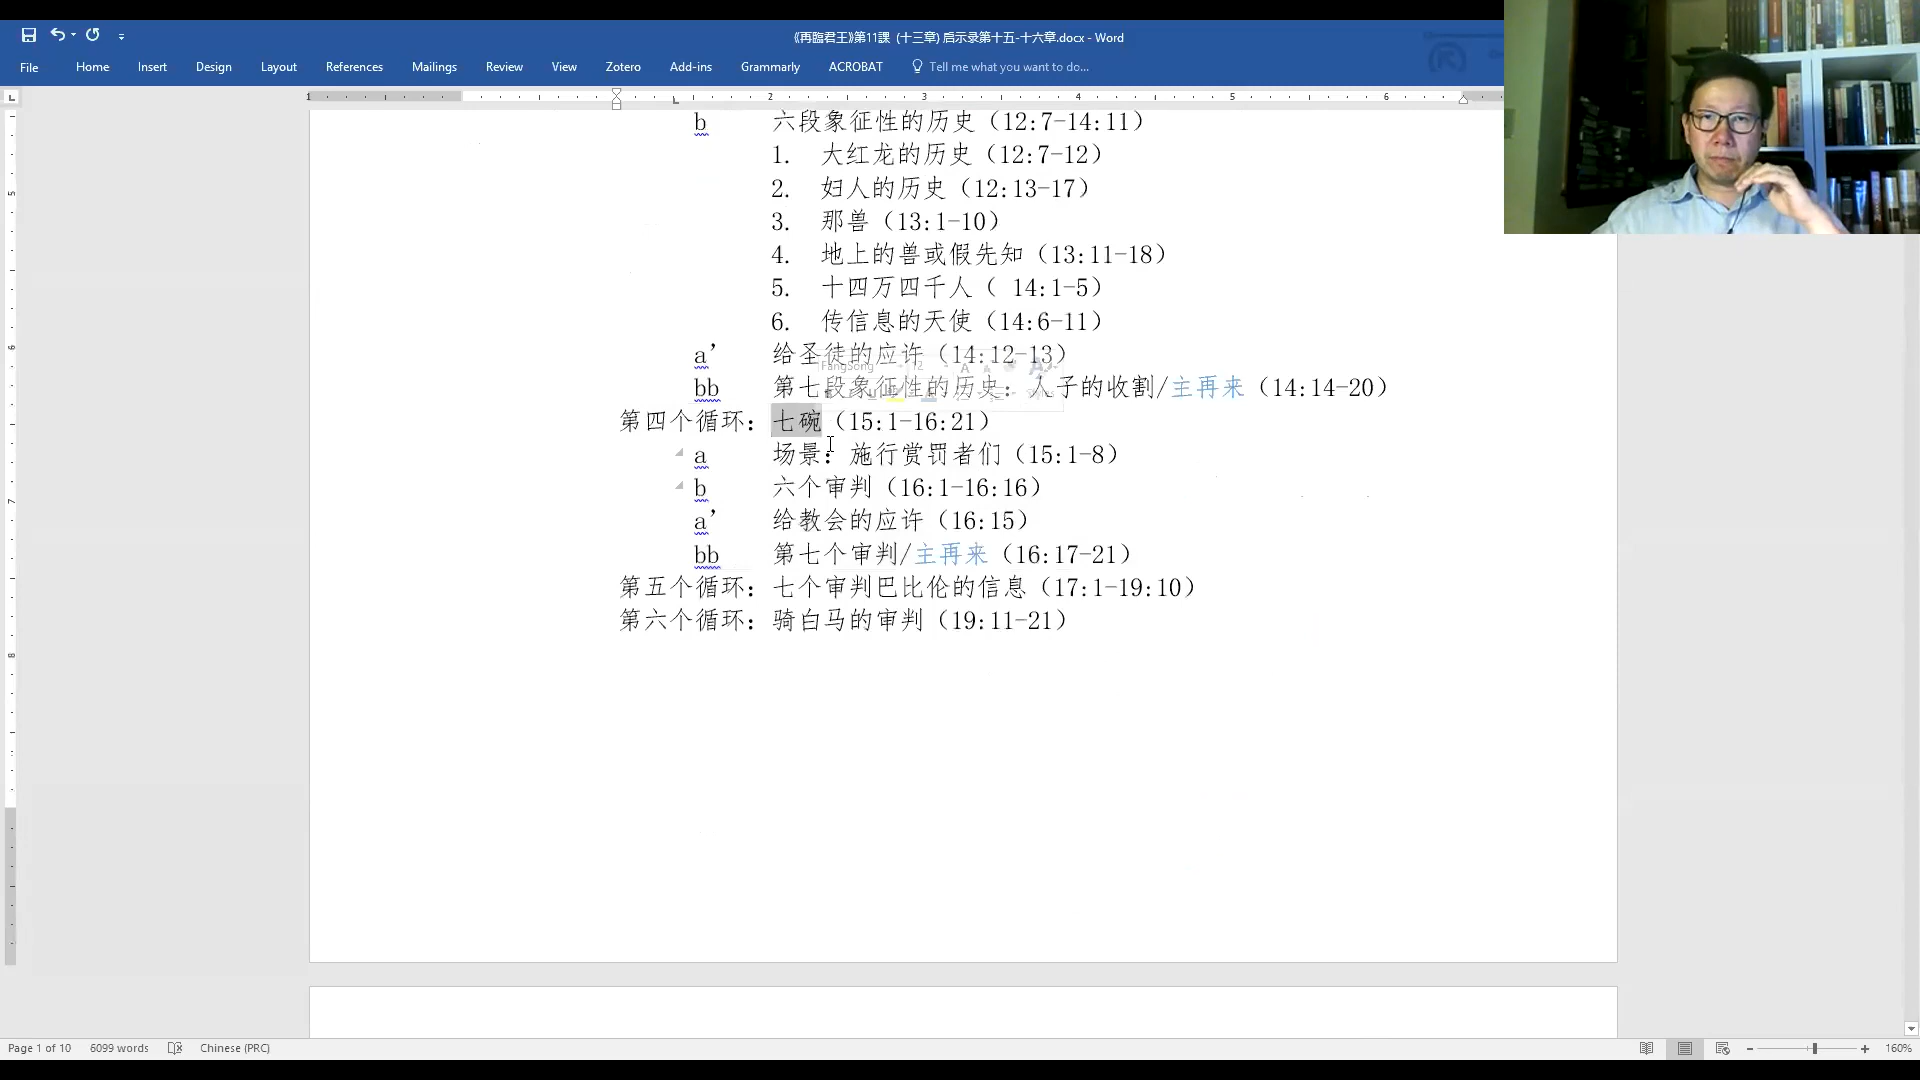 《再臨君王》第11課 (十三章) 启示录第十五-十六章.docx - Word
File Home Insert Design Layout References Mailings Review View Zotero Add-ins Grammarly ACROBAT Tell me what you want to do...
1 2 3 4 5 6
b 六段象征性的历史（12:7-14:11）
1. 大红龙的历史（12:7-12）
2. 妇人的历史（12:13-17）
3. 那兽（13:1-10）
4. 地上的兽或假先知（13:11-18）
5. 十四万四千人（ 14:1-5）
6. 传信息的天使（14:6-11）
a’ 给圣徒的应许（14:12-13）
FangSong 12
bb 第七段象征性的历史：人子的收割/主再来（14:14-20）
第四个循环：七碗（15:1-16:21）
a 场景：施行赏罚者们（15:1-8）
b 六个审判（16:1-16:16）
a’ 给教会的应许（16:15）
bb 第七个审判/主再来（16:17-21）
第五个循环：七个审判巴比伦的信息（17:1-19:10）
第六个循环：骑白马的审判（19:11-21）
Page 1 of 10 6099 words Chinese (PRC) 160%